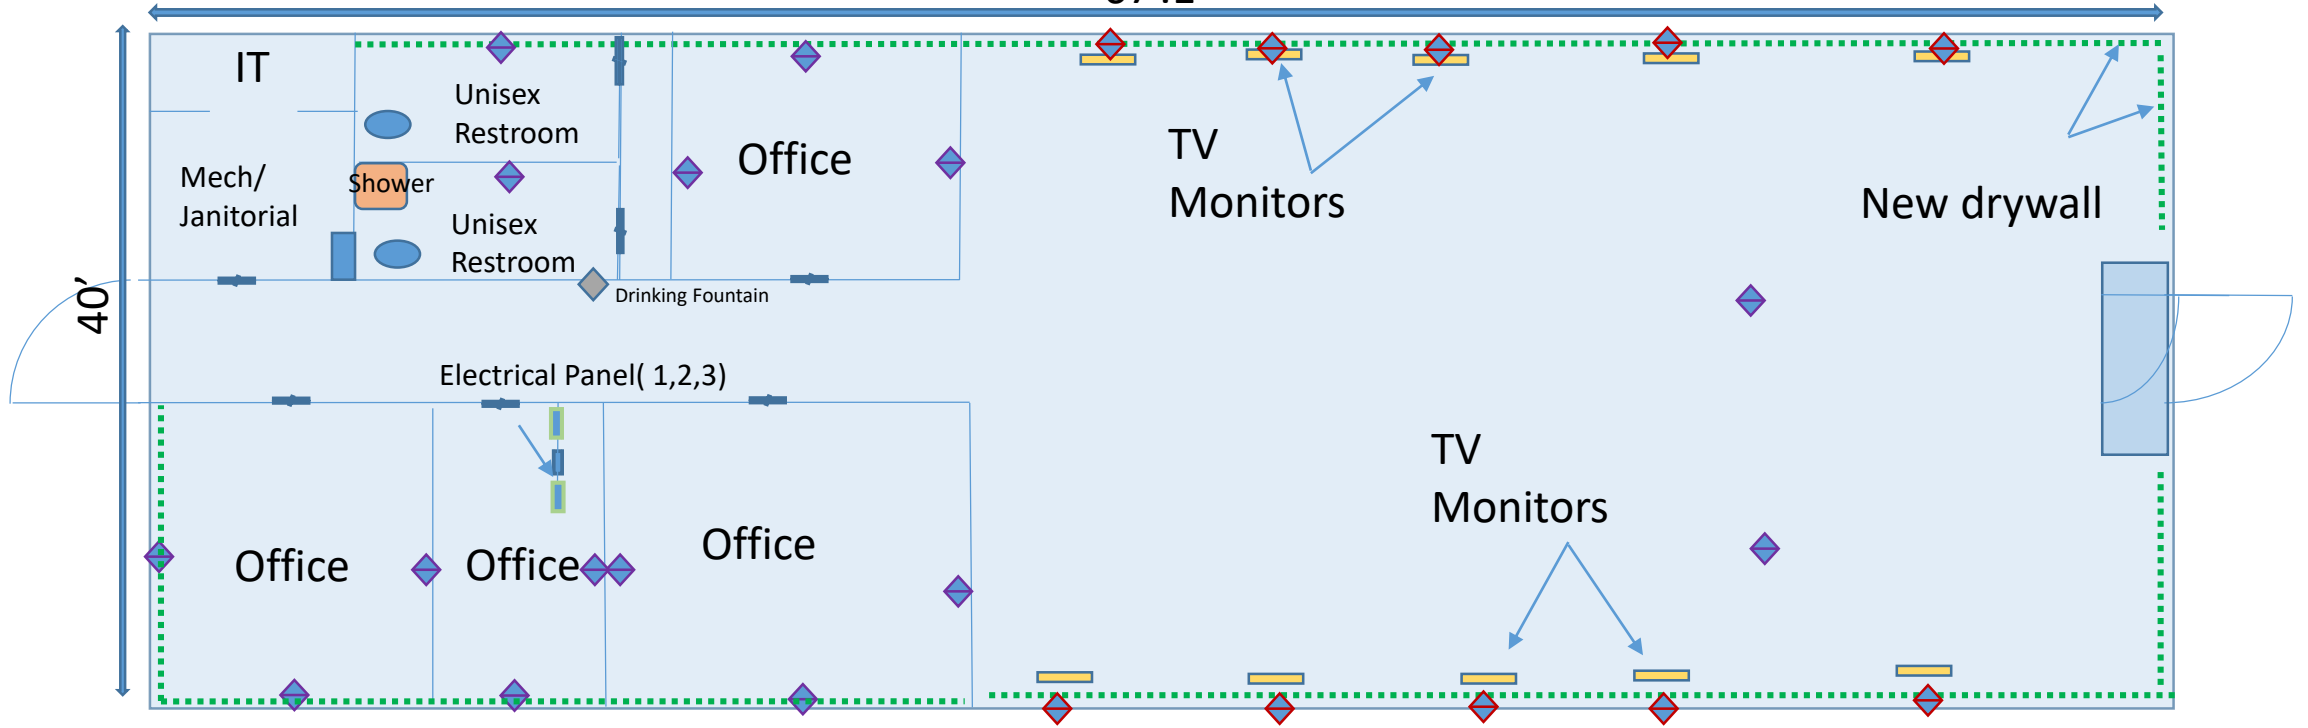 IT
Unisex
Restroom
Mech/
Janitorial
Shower
Unisex
Restroom
Office
TV
Monitors
New drywall
40’
Drinking Fountain
Electrical Panel( 1,2,3)
Office
Office
Office
TV
Monitors